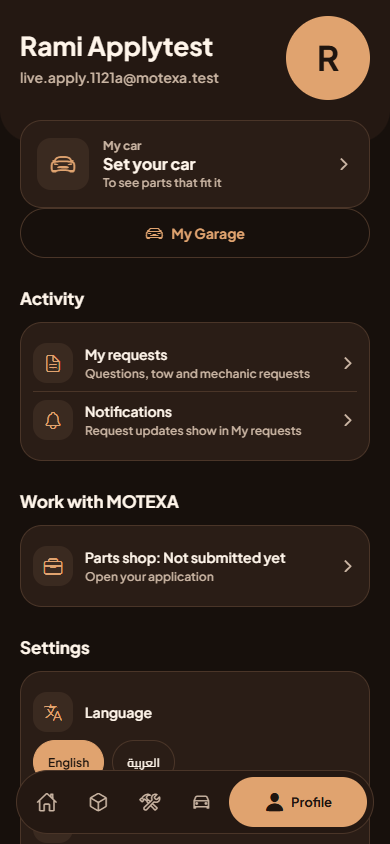 Rami Applytest
live.apply.1121a@motexa.test
R
My car
Set your car
To see parts that fit it
My Garage
Activity
My requests
Questions, tow and mechanic requests
Notifications
Request updates show in My requests
Work with MOTEXA
Parts shop: Not submitted yet
Open your application
Settings
Language
English
العربية
Profile